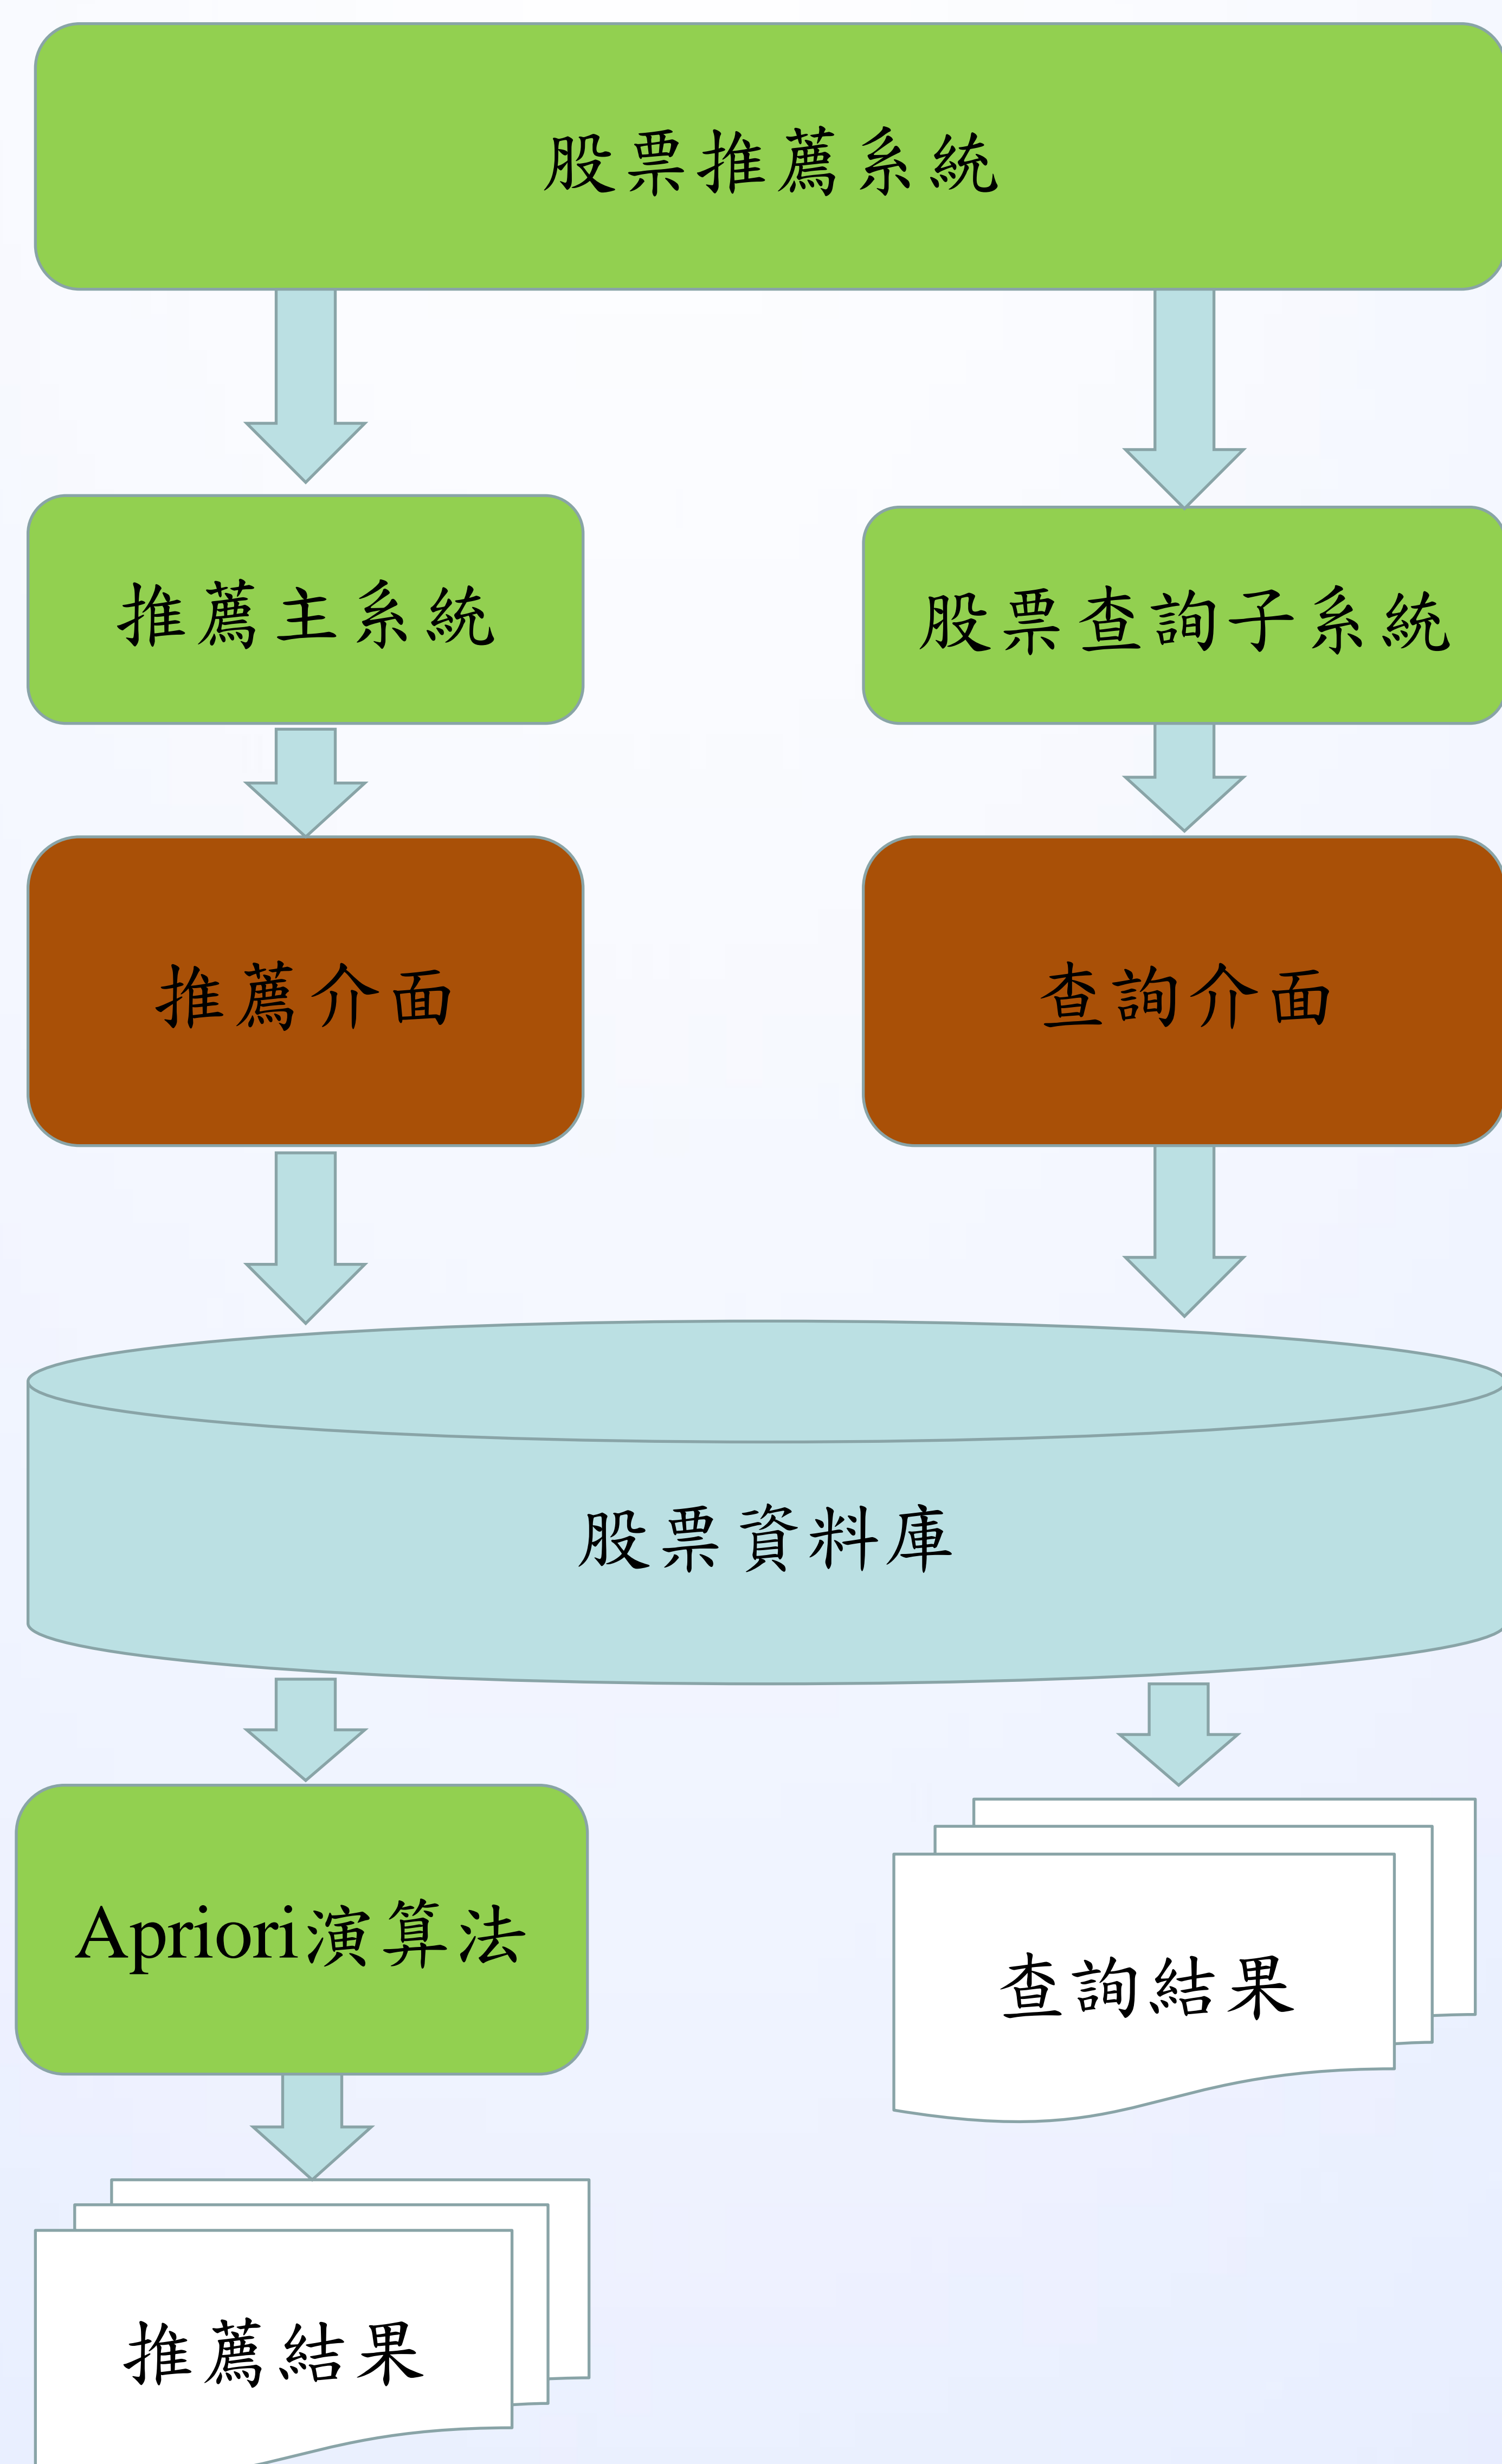 股票推薦系統
推薦主系統
股票查詢子系統
推薦介面
查詢介面
股票資料庫
Apriori演算法
查詢結果
推薦結果